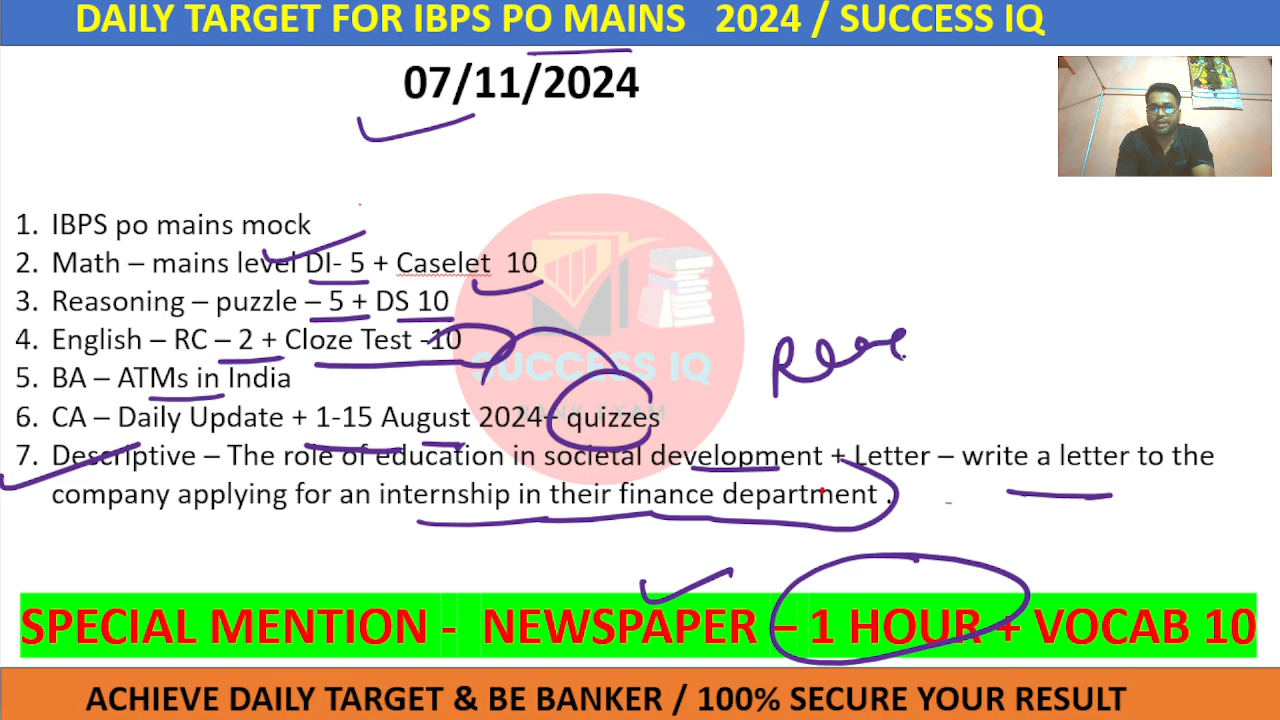 DAILY TARGET FOR IBPS PO MAINS 2024 / SUCCESS IQ
07/11/2024
1. IBPS po mains mock
2. Math – mains level DI- 5 + Caselet 10
3. Reasoning – puzzle – 5 + DS 10
4. English – RC – 2 + Cloze Test -10
5. BA – ATMs in India
6. CA – Daily Update + 1-15 August 2024– quizzes
7. Descriptive – The role of education in societal development + Letter – write a letter to the
company applying for an internship in their finance department .
SUCCESS IQ
BANK EXAM
SPECIAL MENTION - NEWSPAPER – 1 HOUR + VOCAB 10
ACHIEVE DAILY TARGET & BE BANKER / 100% SECURE YOUR RESULT